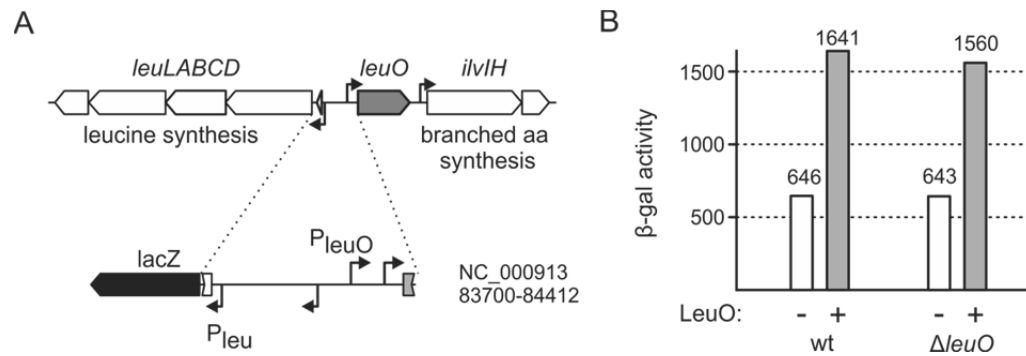 A
leuLABCD
leuO
ilvIH
leucine synthesis
branched aa
synthesis
lacZ
PleuO
NC_000913
83700-84412
Pleu
B
β-gal activity
1500
1000
500
646
1641
643
1560
LeuO: - + - +
wt ΔleuO